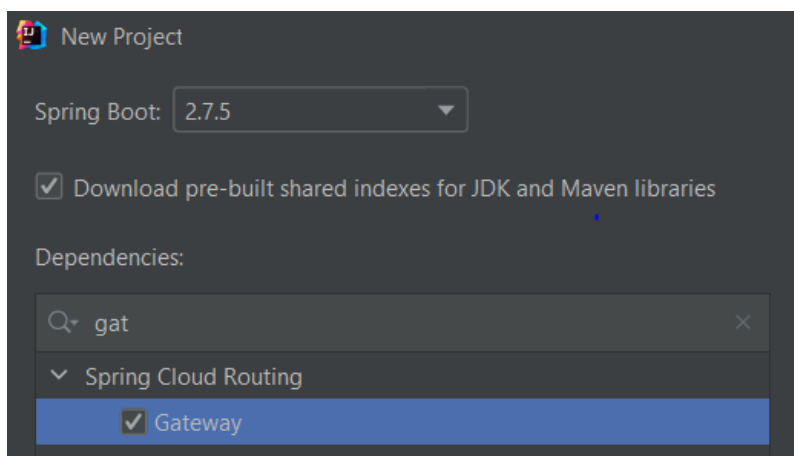 New Project
Spring Boot: 2.7.5
Download pre-built shared indexes for JDK and Maven libraries
Dependencies:
gat
Spring Cloud Routing
Gateway